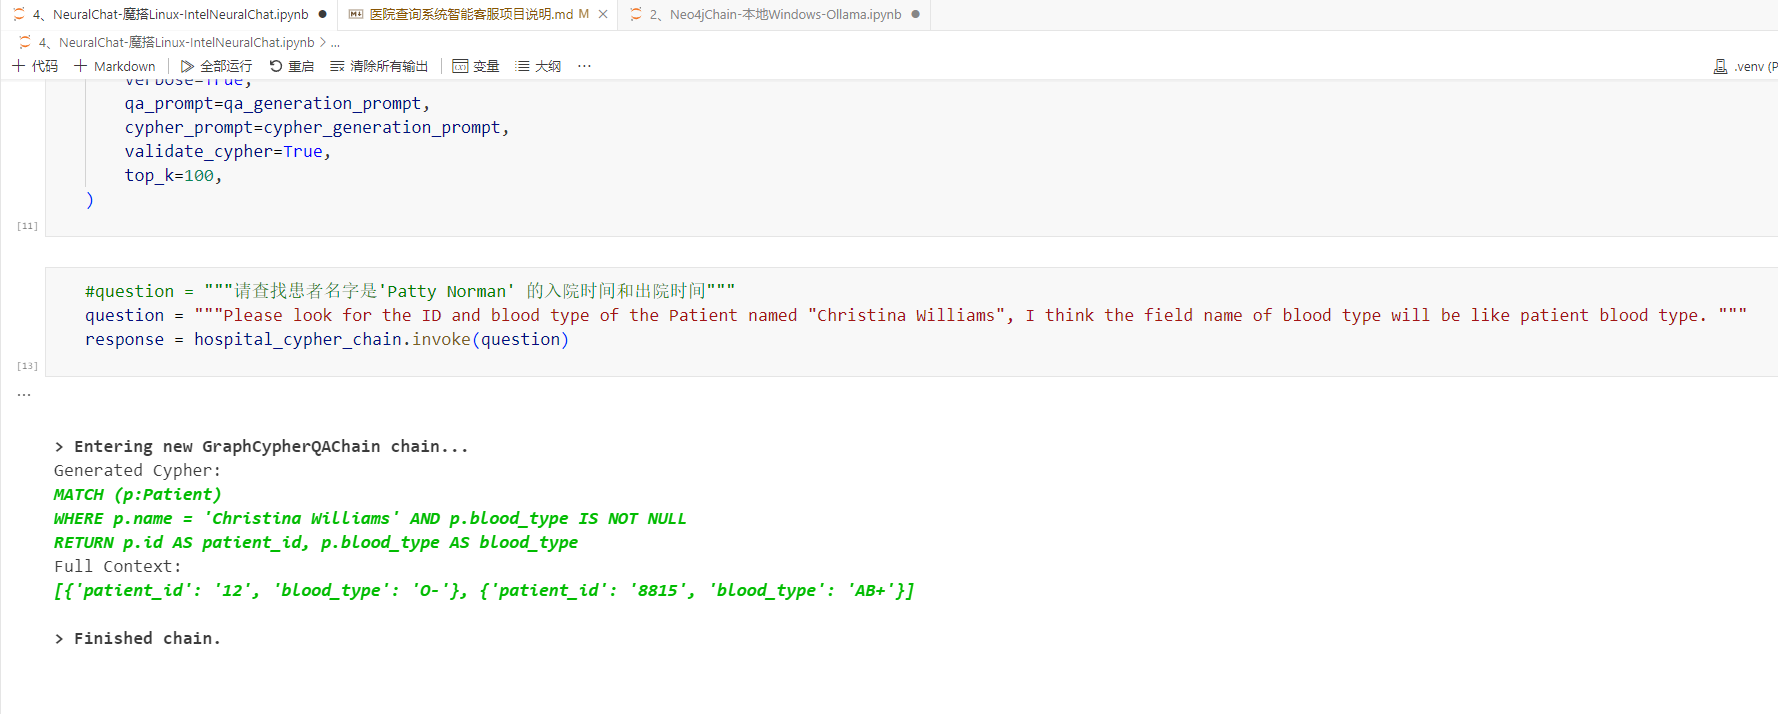 4、NeuralChat-魔搭Linux-IntelNeuralChat.ipynb ● 医院查询系统智能客服项目说明.md M × 2、Neo4jChain-本地Windows-Ollama.ipynb ●
4、NeuralChat-魔搭Linux-IntelNeuralChat.ipynb > ...
+ 代码 + Markdown 全部运行 重启 清除所有输出 变量 大纲 ... .venv (P
verbose=True,
qa_prompt=qa_generation_prompt,
cypher_prompt=cypher_generation_prompt,
validate_cypher=True,
top_k=100,
)
[11]
#question = """请查找患者名字是'Patty Norman' 的入院时间和出院时间"""
question = """Please look for the ID and blood type of the Patient named "Christina Williams", I think the field name of blood type will be like patient blood type. """
response = hospital_cypher_chain.invoke(question)
[13]
...
> Entering new GraphCypherQAChain chain...
Generated Cypher:
MATCH (p:Patient)
WHERE p.name = 'Christina Williams' AND p.blood_type IS NOT NULL
RETURN p.id AS patient_id, p.blood_type AS blood_type
Full Context:
[{'patient_id': '12', 'blood_type': 'O-'}, {'patient_id': '8815', 'blood_type': 'AB+'}]
> Finished chain.